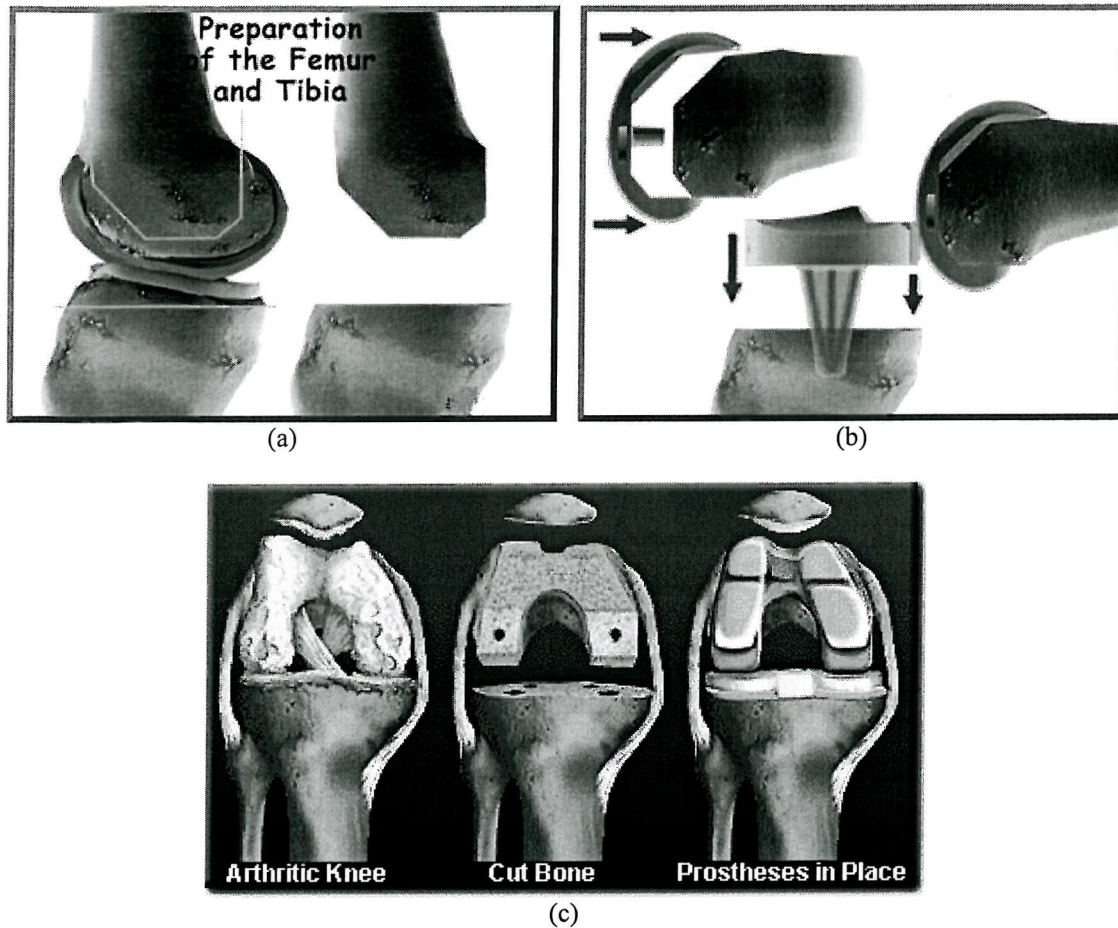 Preparation
of the Femur
and Tibia
(a)
(b)
Arthritic Knee
Cut Bone
Prostheses in Place
(c)